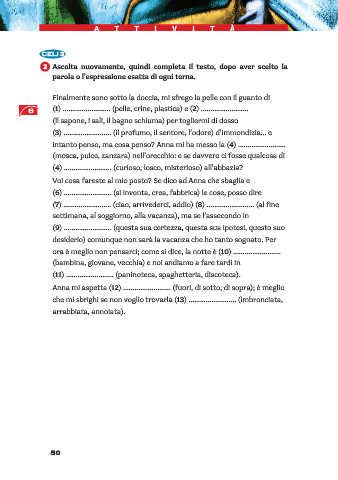 ATTIVITÀ
CELI 3
2 Ascolta nuovamente, quindi completa il testo, dopo aver scelto la
parola o l'espressione esatta di ogni terna.
6
Finalmente sono sotto la doccia, mi sfrego la pelle con il guanto di
(1) ........................ (pelle, crine, plastica) e (2) ........................
(il sapone, i sali, il bagno schiuma) per togliermi di dosso
(3) ........................ (il profumo, il sentore, l'odore) d'immondizia... e
intanto penso, ma cosa penso? Anna mi ha messo la (4) ........................
(mosca, pulce, zanzara) nell'orecchio: e se davvero ci fosse qualcosa di
(4) ........................ (curioso, losco, misterioso) all'abbazia?
Voi cosa fareste al mio posto? Se dico ad Anna che sbaglia e
(6) ........................ (si inventa, crea, fabbrica) le cose, posso dire
(7) ........................ (ciao, arrivederci, addio) (8) ........................ (al fine
settimana, al soggiorno, alla vacanza), ma se l'assecondo in
(9) ........................ (questa sua certezza, questa sua ipotesi, questo suo
desiderio) comunque non sarà la vacanza che ho tanto sognato. Per
ora è meglio non pensarci; come si dice, la notte è (10) ........................
(bambina, giovane, vecchia) e noi andiamo a fare tardi in
(11) ........................ (paninoteca, spaghetteria, discoteca).
Anna mi aspetta (12) ........................ (fuori, di sotto, di sopra); è meglio
che mi sbrighi se non voglio trovarla (13) ........................ (imbronciata,
arrabbiata, annoiata).
80